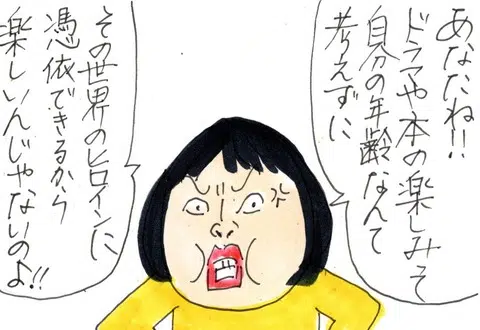 あなたね!!
ドラマや本の楽しみって
自分の年齢なんて
考えずに
その世界のヒロインに
憑依できるから
楽しいんじゃないのよ!!